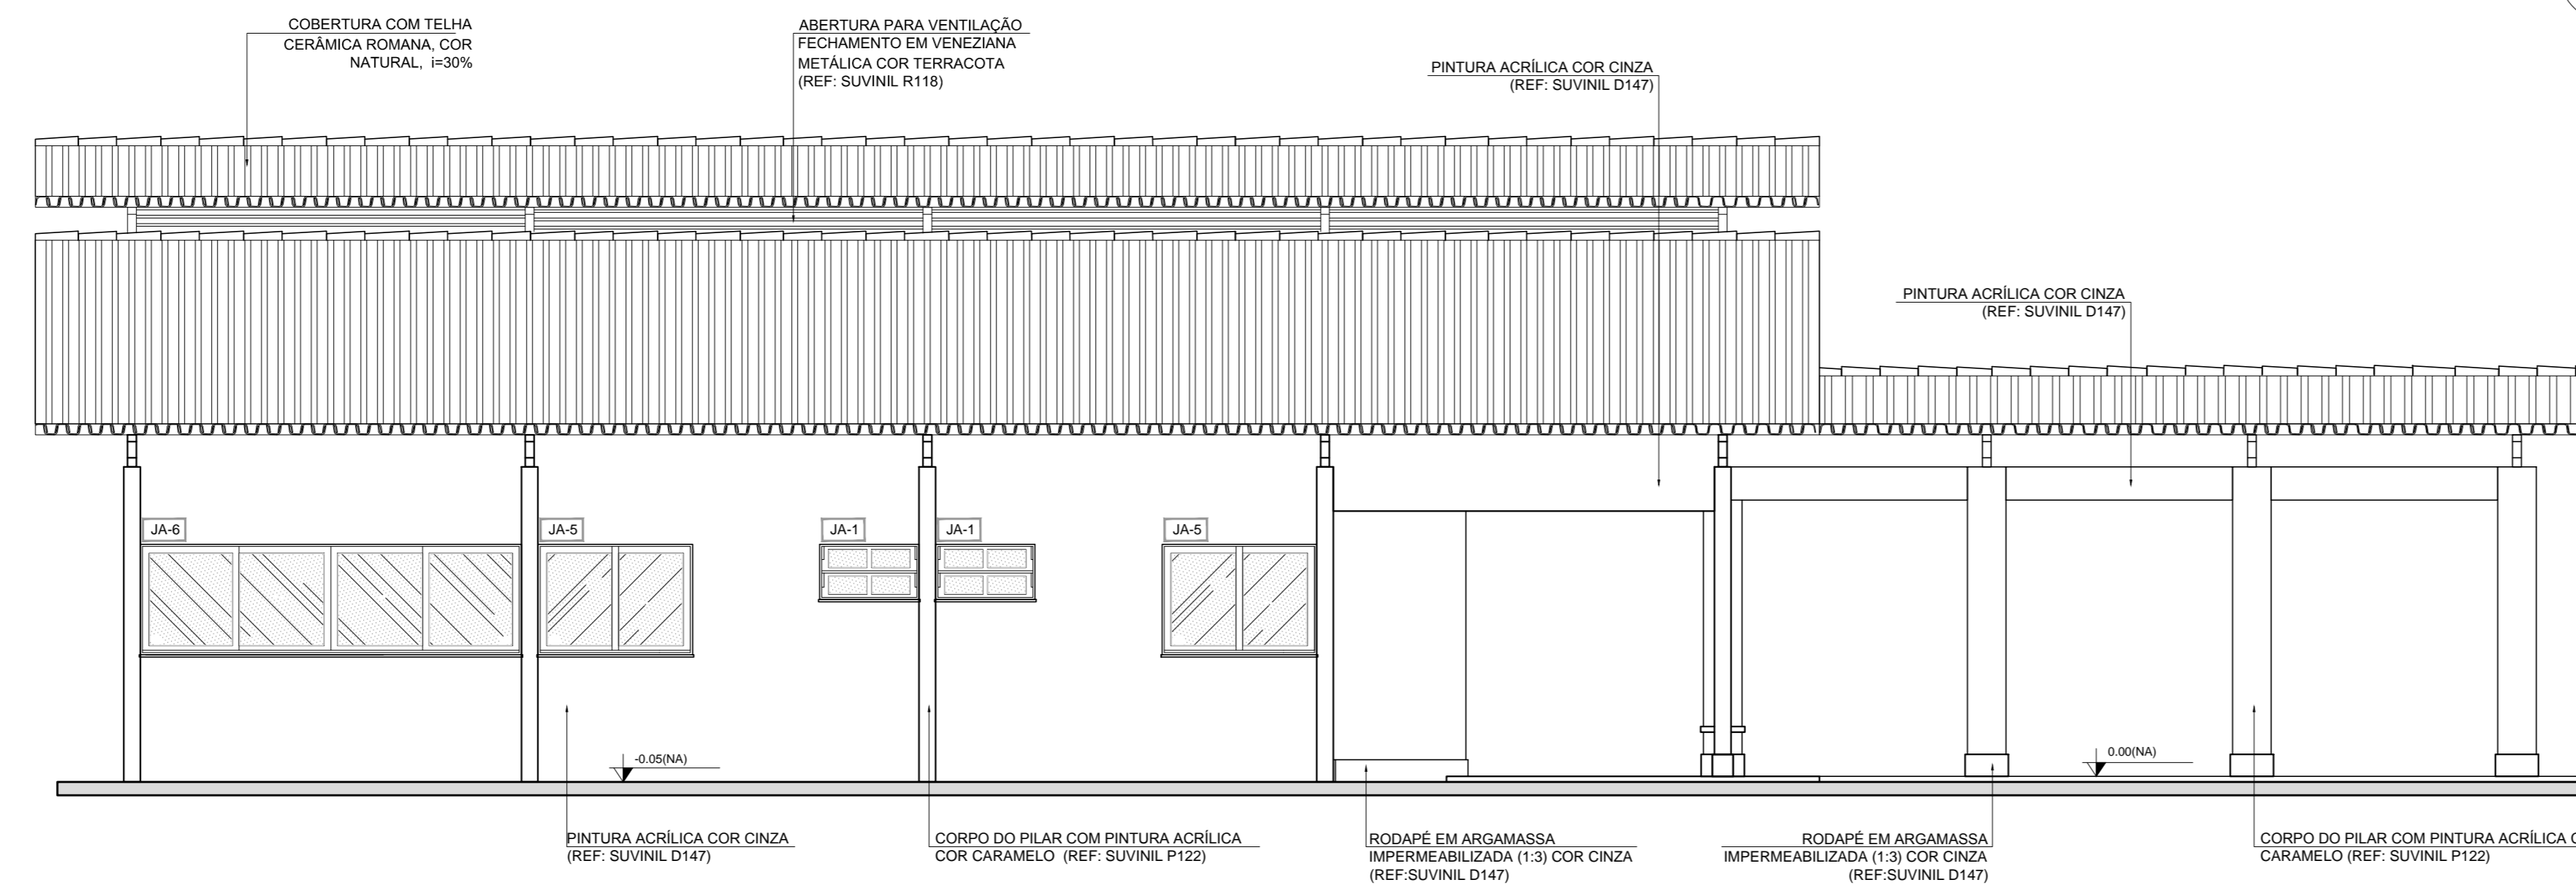 COBERTURA COM TELHA
CERÂMICA ROMANA, COR
NATURAL, i=30%
ABERTURA PARA VENTILAÇÃO
FECHAMENTO EM VENEZIANA
METÁLICA COR TERRACOTA
(REF: SUVINIL R118)
PINTURA ACRÍLICA COR CINZA
(REF: SUVINIL D147)
PINTURA ACRÍLICA COR CINZA
(REF: SUVINIL D147)
JA-6
JA-5
JA-1
JA-1
JA-5
-0.05(NA)
0.00(NA)
PINTURA ACRÍLICA COR CINZA
(REF: SUVINIL D147)
CORPO DO PILAR COM PINTURA ACRÍLICA
COR CARAMELO (REF: SUVINIL P122)
RODAPÉ EM ARGAMASSA
IMPERMEABILIZADA (1:3) COR CINZA
(REF:SUVINIL D147)
RODAPÉ EM ARGAMASSA
IMPERMEABILIZADA (1:3) COR CINZA
(REF:SUVINIL D147)
CORPO DO PILAR COM PINTURA ACRÍLICA
CARAMELO (REF: SUVINIL P122)